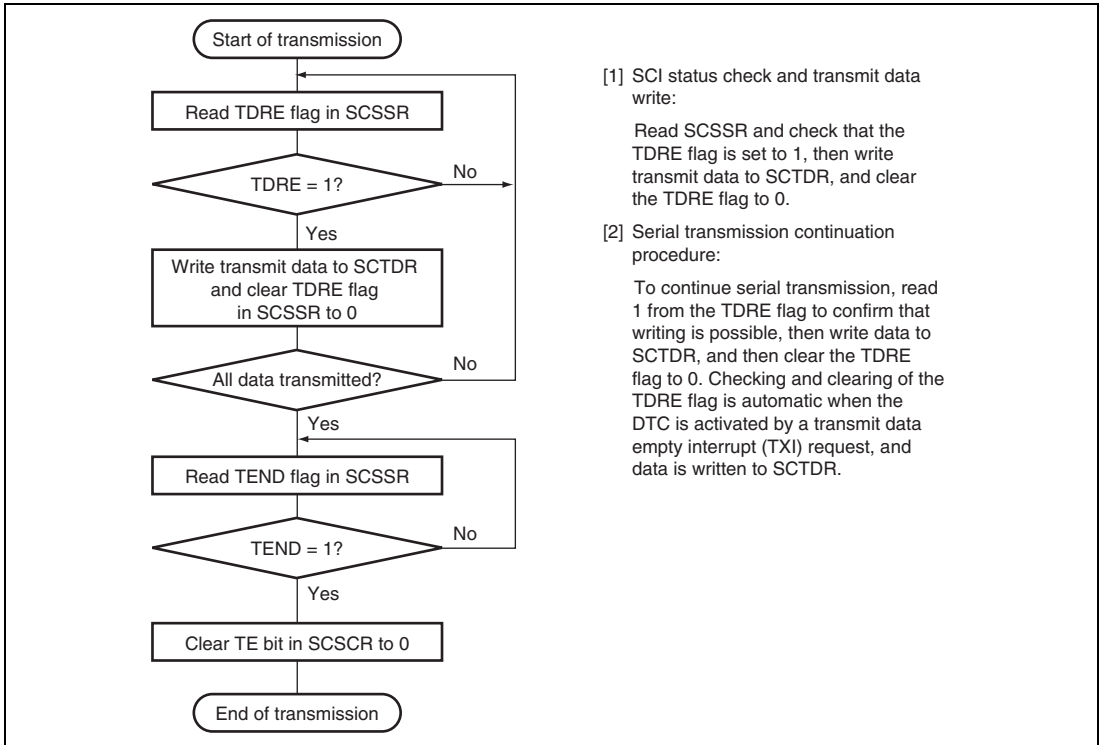 Start of transmission
Read TDRE flag in SCSSR
TDRE = 1?
No
Yes
Write transmit data to SCTDR
and clear TDRE flag
in SCSSR to 0
All data transmitted?
No
Yes
Read TEND flag in SCSSR
TEND = 1?
No
Yes
Clear TE bit in SCSCR to 0
End of transmission
[1] SCI status check and transmit data
write:
Read SCSSR and check that the
TDRE flag is set to 1, then write
transmit data to SCTDR, and clear
the TDRE flag to 0.
[2] Serial transmission continuation
procedure:
To continue serial transmission, read
1 from the TDRE flag to confirm that
writing is possible, then write data to
SCTDR, and then clear the TDRE
flag to 0. Checking and clearing of the
TDRE flag is automatic when the
DTC is activated by a transmit data
empty interrupt (TXI) request, and
data is written to SCTDR.